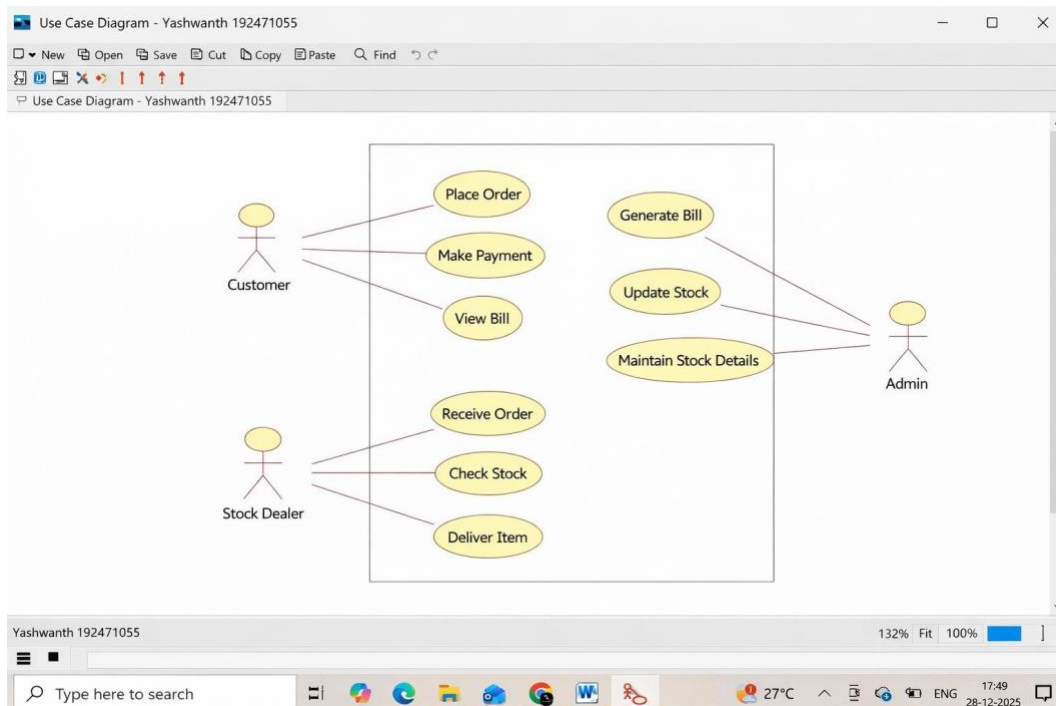 Use Case Diagram - Yashwanth 192471055
New Open Save Cut Copy Paste Find
Use Case Diagram - Yashwanth 192471055
Place Order
Generate Bill
Make Payment
Customer
Update Stock
View Bill
Maintain Stock Details
Admin
Receive Order
Check Stock
Stock Dealer
Deliver Item
Yashwanth 192471055
132% Fit 100%
Type here to search
27°C ENG 17:49
28-12-2025